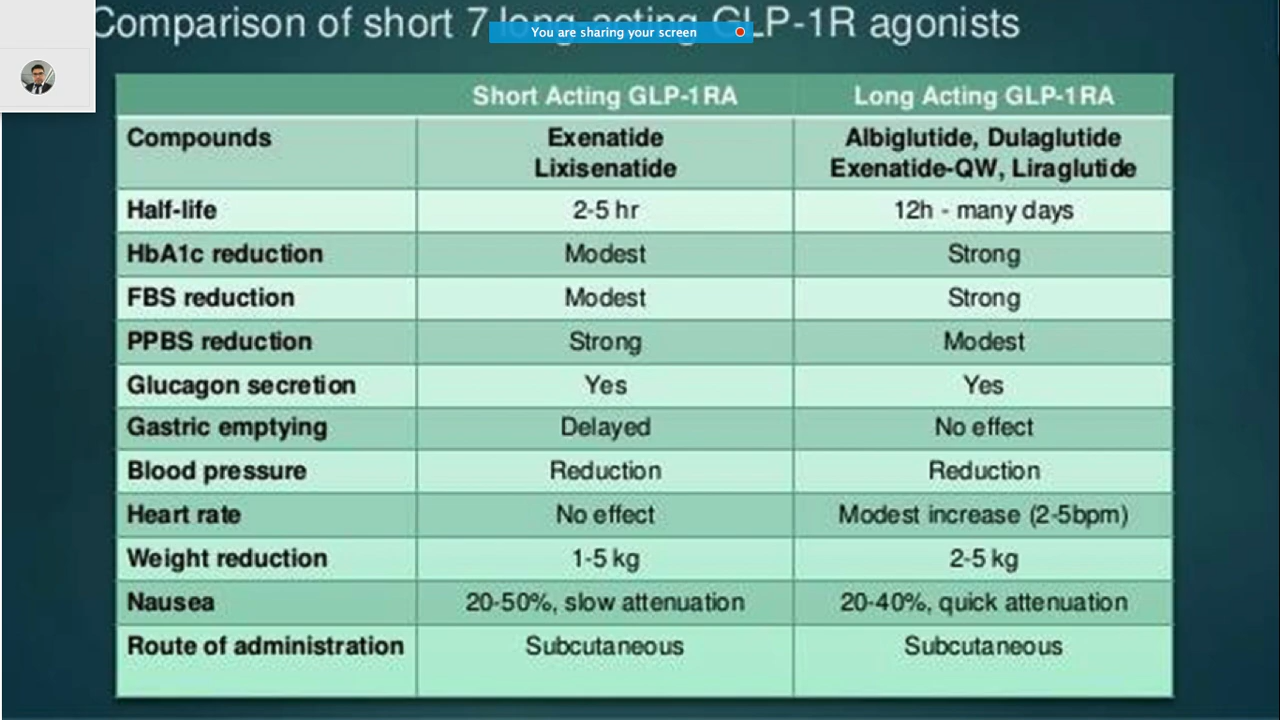 Comparison of short 7 long acting GLP-1R agonists
You are sharing your screen
Short Acting GLP-1RA Long Acting GLP-1RA
Compounds Exenatide Albiglutide, Dulaglutide
Lixisenatide Exenatide-QW, Liraglutide
Half-life 2-5 hr 12h - many days
HbA1c reduction Modest Strong
FBS reduction Modest Strong
PPBS reduction Strong Modest
Glucagon secretion Yes Yes
Gastric emptying Delayed No effect
Blood pressure Reduction Reduction
Heart rate No effect Modest increase (2-5bpm)
Weight reduction 1-5 kg 2-5 kg
Nausea 20-50%, slow attenuation 20-40%, quick attenuation
Route of administration Subcutaneous Subcutaneous